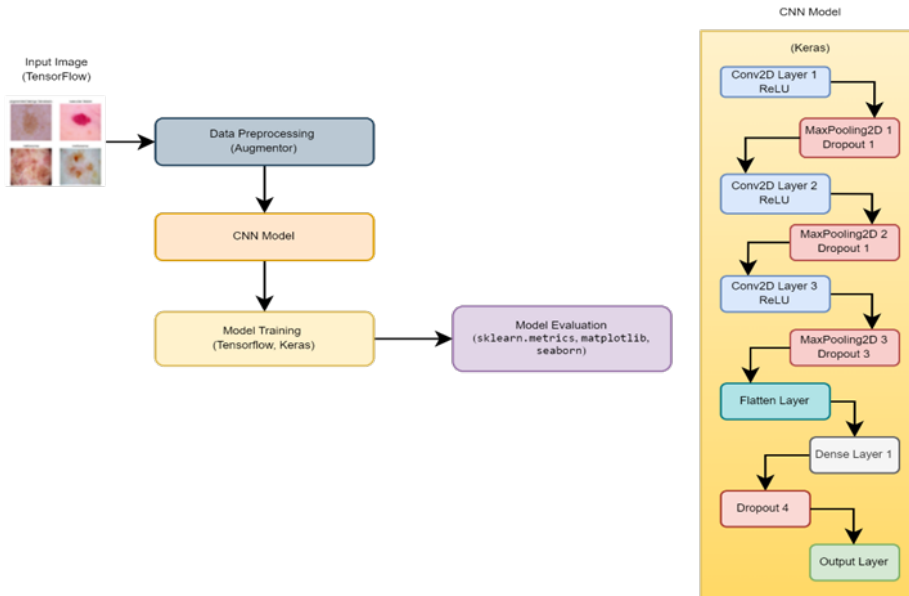 CNN Model
Input Image
(TensorFlow)
Data Preprocessing
(Augmentor)
CNN Model
Model Training
(Tensorflow, Keras)
Model Evaluation
(sklearn.metrics, matplotlib,
seaborn)
(Keras)
Conv2D Layer 1
ReLU
MaxPooling2D 1
Dropout 1
Conv2D Layer 2
ReLU
MaxPooling2D 2
Dropout 1
Conv2D Layer 3
ReLU
MaxPooling2D 3
Dropout 3
Flatten Layer
Dense Layer 1
Dropout 4
Output Layer